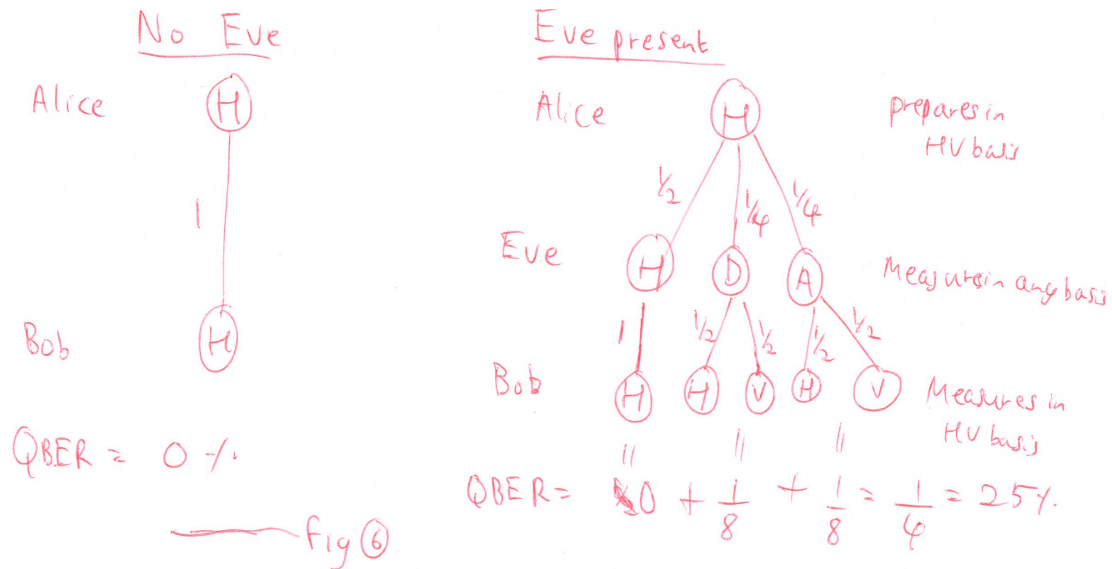 No Eve
Alice H
1
Bob H
QBER = 0 %
Fig 6
Eve present
Alice H prepares in HV basis
1/2 1/4 1/4
Eve H D A Measures in any basis
1 1/2 1/2 1/2 1/2
Bob H H V H V Measures in HV basis
|| || ||
QBER = 0 + 1/8 + 1/8 = 1/4 = 25%.